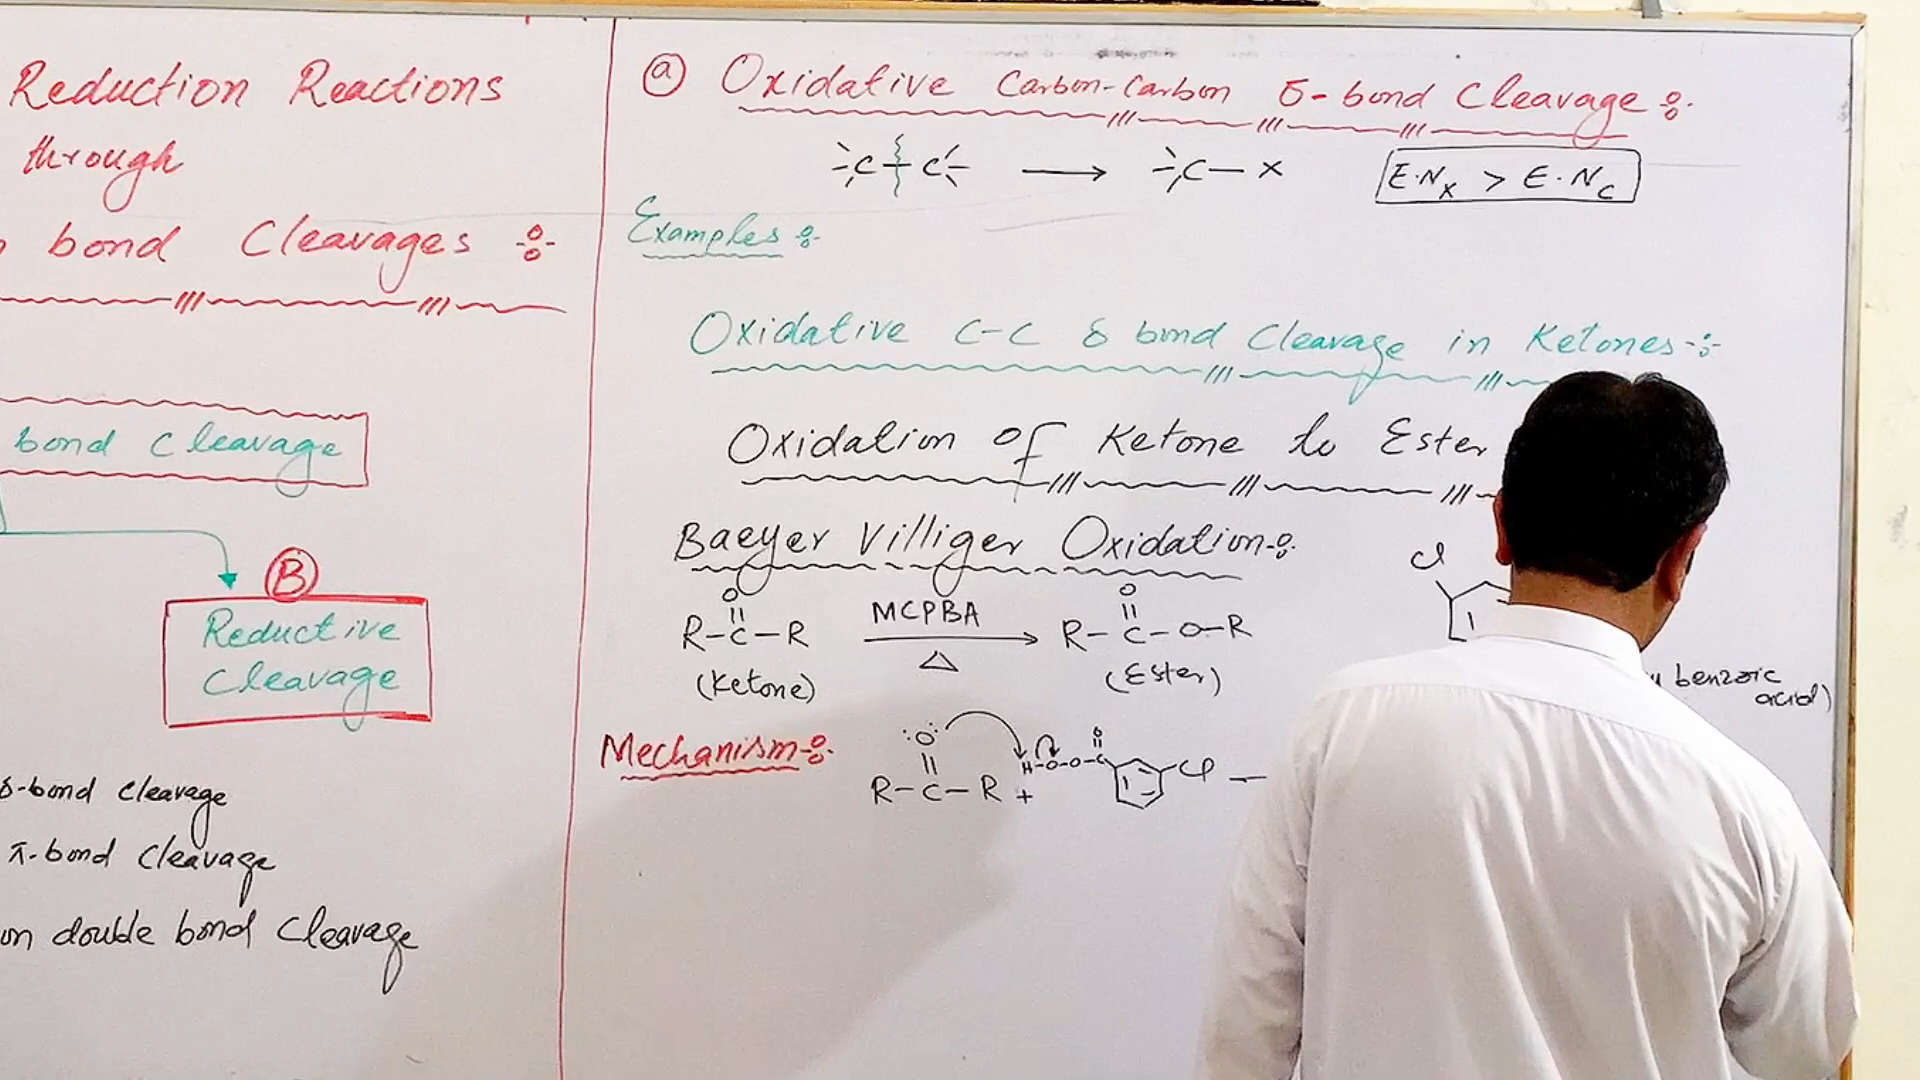 Reduction Reactions
through
bond Cleavages :-
bond Cleavage
B
Reductive
Cleavage
δ-bond cleavage
π-bond cleavage
on double bond cleavage
a Oxidative Carbon-Carbon δ-bond Cleavage :-
C-C → C-X E.Nx > E.Nc
Examples :-
Oxidative C-C δ bond Cleavage in Ketones :-
Oxidation of Ketone to Ester
Baeyer Villiger Oxidation :-
R-C-R MCPBA R-C-O-R
O O
△
(Ketone) (Ester)
Cl
benzoic
acid)
Mechanism :-
:O:
R-C-R + H-O-O-C
O
Cl